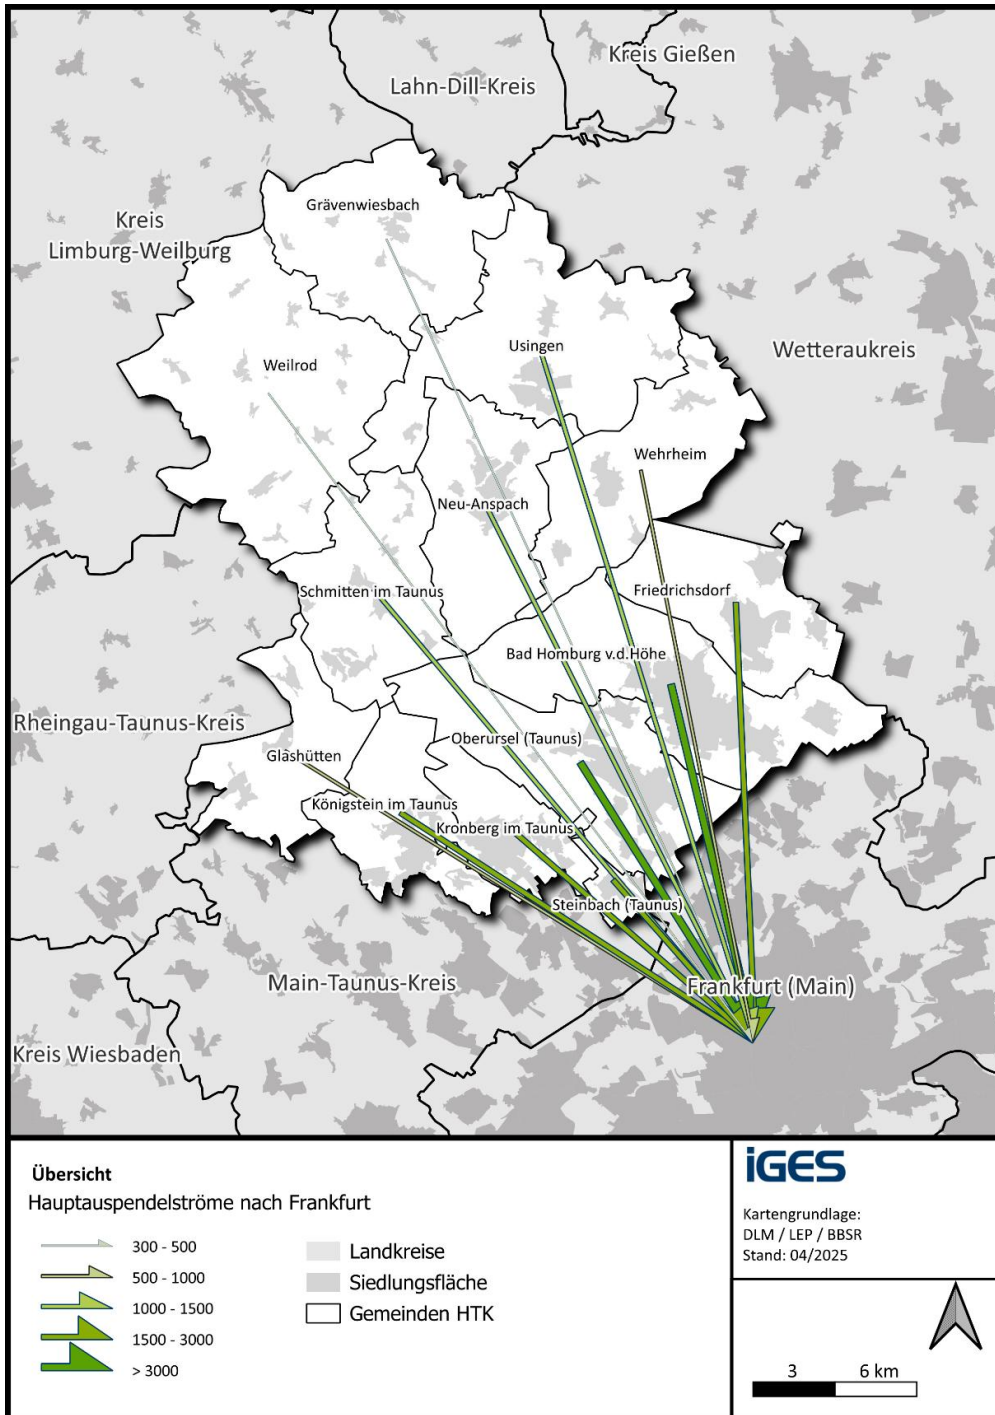 Kreis Gießen
Lahn-Dill-Kreis
Grävenwiesbach
Kreis
Limburg-Weilburg
Usingen
Wetteraukreis
Weilrod
Wehrheim
Neu-Anspach
Schmitten im Taunus
Friedrichsdorf
Bad Homburg v.d.Höhe
Rheingau-Taunus-Kreis
Oberursel (Taunus)
Glashütten
Königstein im Taunus
Kronberg im Taunus
Steinbach (Taunus)
Main-Taunus-Kreis
Frankfurt (Main)
Kreis Wiesbaden
Übersicht
Hauptauspendelströme nach Frankfurt
300 - 500
500 - 1000
1000 - 1500
1500 - 3000
> 3000
Landkreise
Siedlungsfläche
Gemeinden HTK
iGES
Kartengrundlage:
DLM / LEP / BBSR
Stand: 04/2025
3 6 km